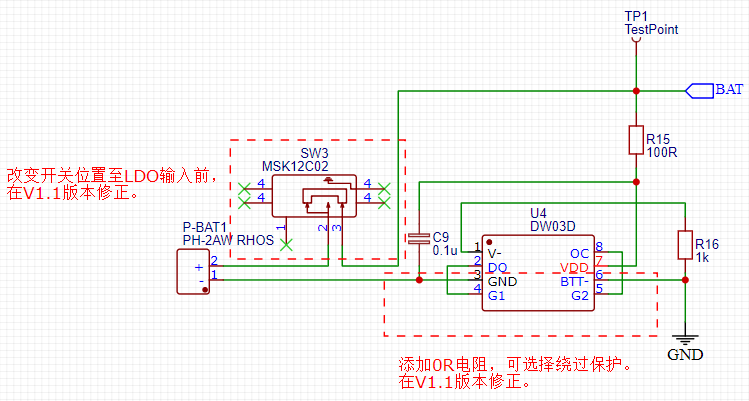 TP1
TestPoint
BAT
R15
100R
SW3
MSK12C02
4
4
4
4
1
2
3
改变开关位置至LDO输入前，
在V1.1版本修正。
P-BAT1
PH-2AW RHOS
+
2
-
1
C9
0.1u
U4
DW03D
1
V-
OC
8
2
DO
VDD
7
3
GND
BTT-
6
4
G1
G2
5
R16
1k
GND
添加0R电阻，可选择绕过保护。
在V1.1版本修正。